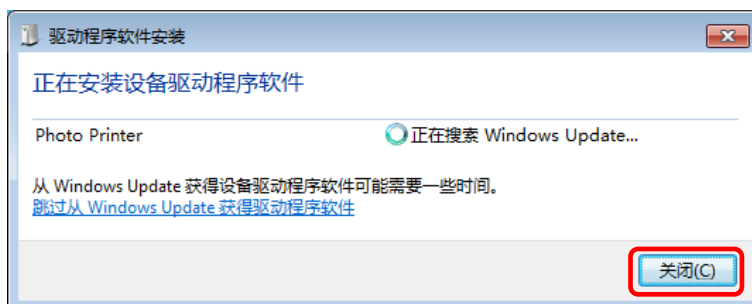 驱动程序软件安装
正在安装设备驱动程序软件
Photo Printer 正在搜索 Windows Update...
从 Windows Update 获得设备驱动程序软件可能需要一些时间。
跳过从 Windows Update 获得驱动程序软件
关闭(C)